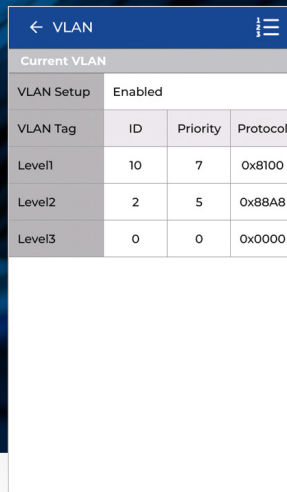 ← VLAN
Current VLAN
VLAN Setup Enabled
VLAN Tag ID Priority Protocol
Level1 10 7 0x8100
Level2 2 5 0x88A8
Level3 0 0 0x0000